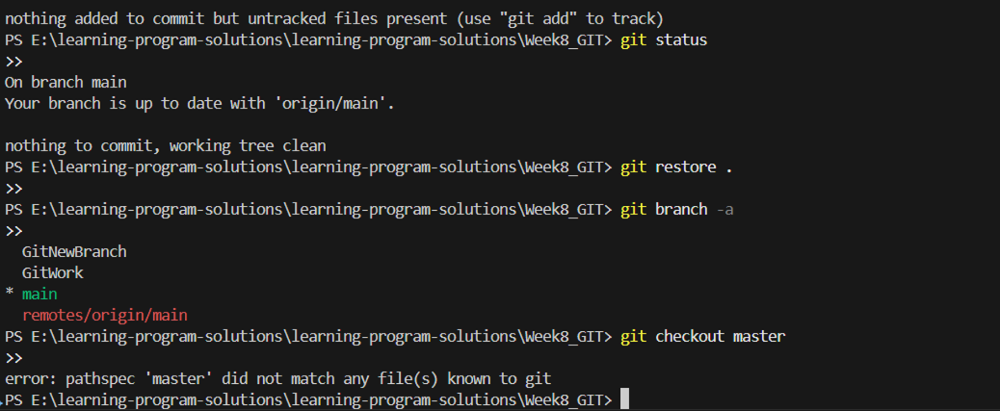 nothing added to commit but untracked files present (use "git add" to track)
PS E:\learning-program-solutions\learning-program-solutions\Week8_GIT> git status
>>
On branch main
Your branch is up to date with 'origin/main'.
nothing to commit, working tree clean
PS E:\learning-program-solutions\learning-program-solutions\Week8_GIT> git restore .
>>
PS E:\learning-program-solutions\learning-program-solutions\Week8_GIT> git branch -a
>>
  GitNewBranch
  GitWork
* main
  remotes/origin/main
PS E:\learning-program-solutions\learning-program-solutions\Week8_GIT> git checkout master
>>
error: pathspec 'master' did not match any file(s) known to git
PS E:\learning-program-solutions\learning-program-solutions\Week8_GIT>